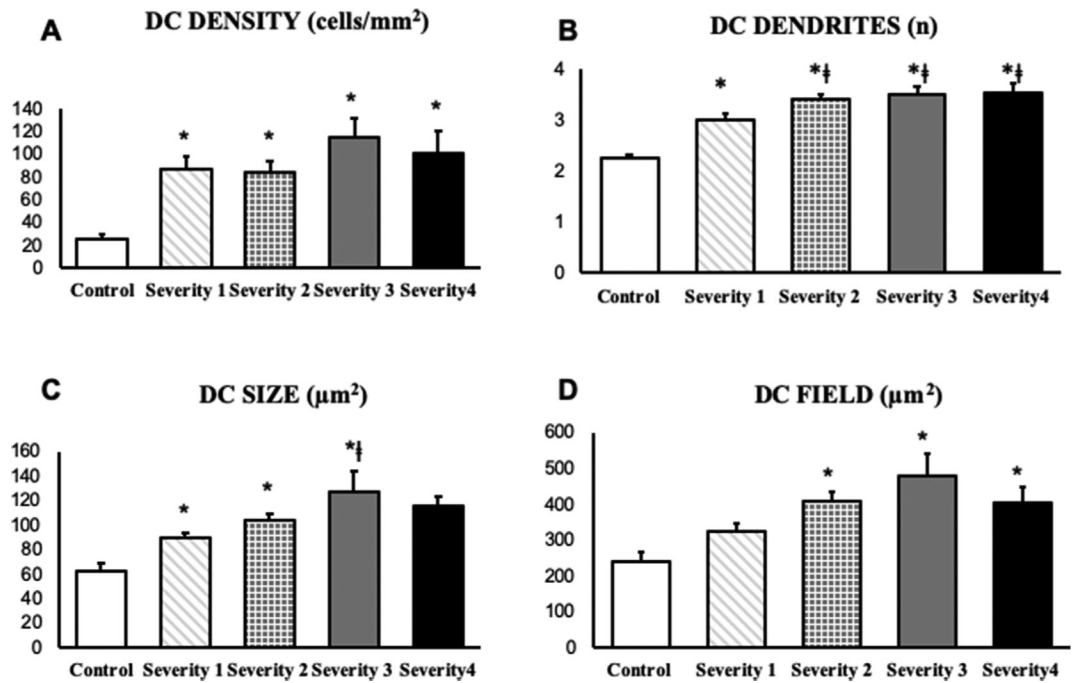 A
DC DENSITY (cells/mm²)
140
120
100
80
60
40
20
0
*
*
*
*
Control Severity 1 Severity 2 Severity 3 Severity4
B
DC DENDRITES (n)
4
3
2
1
0
*
*ǂ
*ǂ
*ǂ
Control Severity 1 Severity 2 Severity 3 Severity4
C
DC SIZE (µm²)
160
140
120
100
80
60
40
20
0
*
*
*ǂ
Control Severity 1 Severity 2 Severity 3 Severity4
D
DC FIELD (µm²)
600
500
400
300
200
100
0
*
*
*
Control Severity 1 Severity 2 Severity 3 Severity4